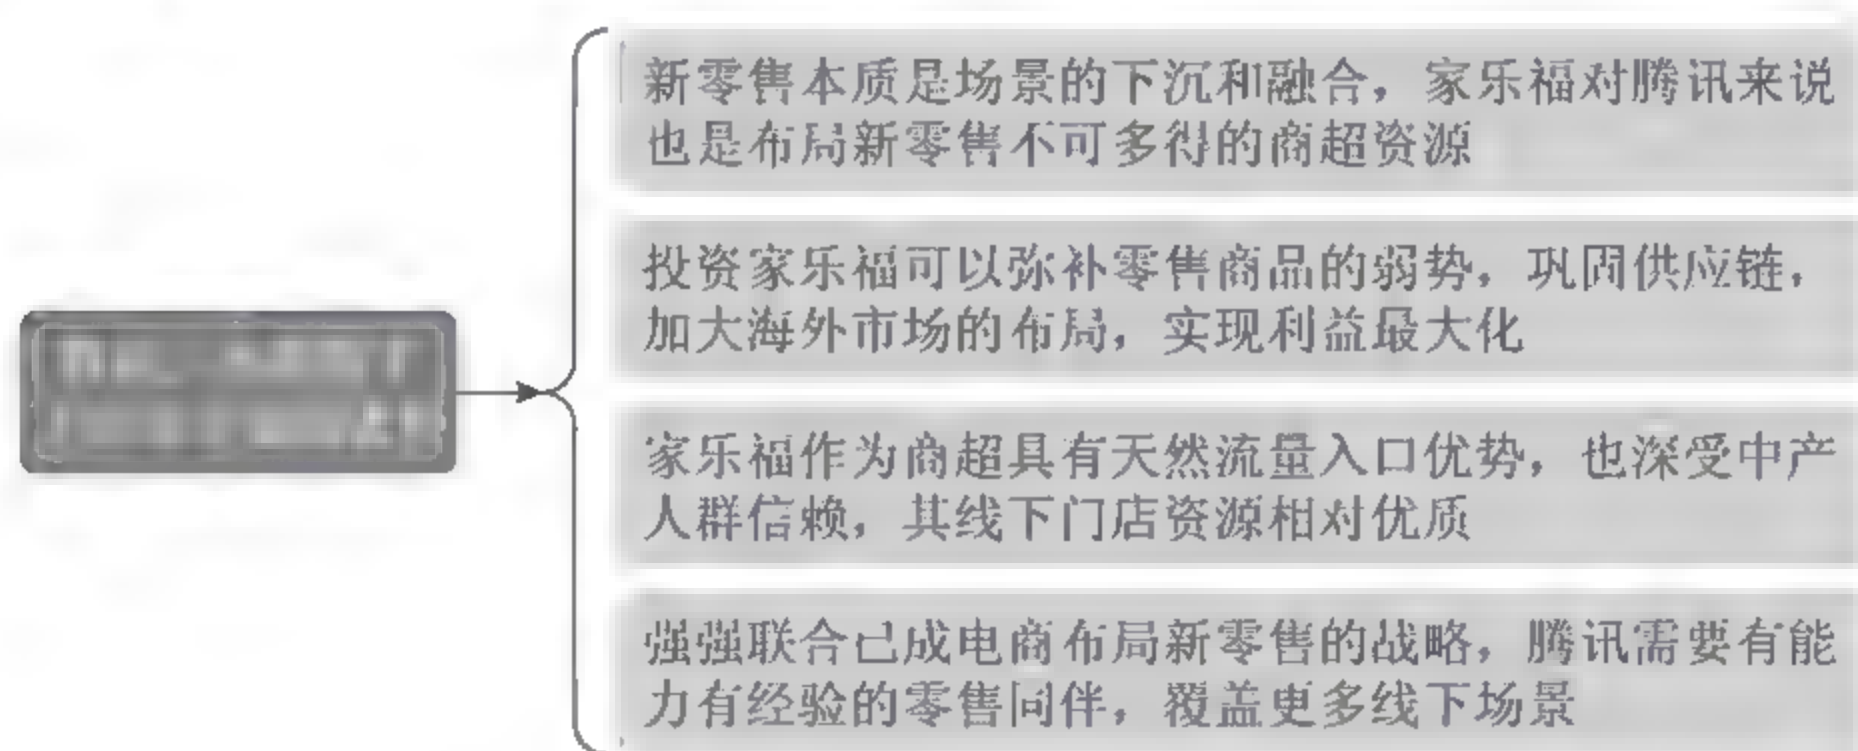 新零售本质是场景的下沉和融合，家乐福对腾讯来说
也是布局新零售不可多得的商超资源
投资家乐福可以弥补零售商品的弱势，巩固供应链，
加大海外市场的布局，实现利益最大化
家乐福作为商超具有天然流量入口优势，也深受中产
人群信赖，其线下门店资源相对优质
强强联合已成电商布局新零售的战略，腾讯需要有能
力有经验的零售同伴，覆盖更多线下场景